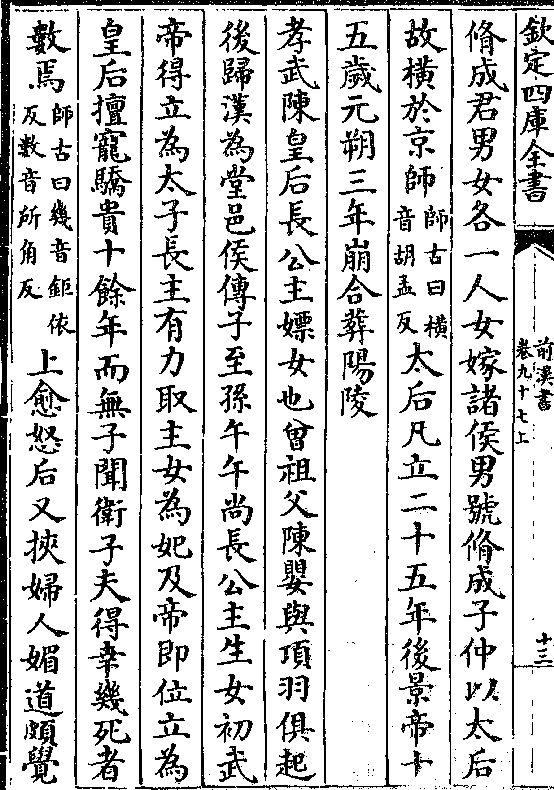 欽定四庫全書
前漢書
卷九十七上
十三
脩成君男女各一人女嫁諸侯男號脩成子仲以太后
故橫於京師師古曰橫音胡孟反太后凡立二十五年後景帝十
五歲元朔三年崩合葬陽陵
孝武陳皇后長公主嫖女也曾祖父陳嬰與項羽俱起
後歸漢為堂邑侯傳子至孫午午尚長公主生女初武
帝得立為太子長主有力取主女為妃及帝即位立為
皇后擅寵驕貴十餘年而無子聞衛子夫得幸幾死者
數焉師古曰幾音鉅依反數音所角反上愈怒后又挾婦人媚道頗覺